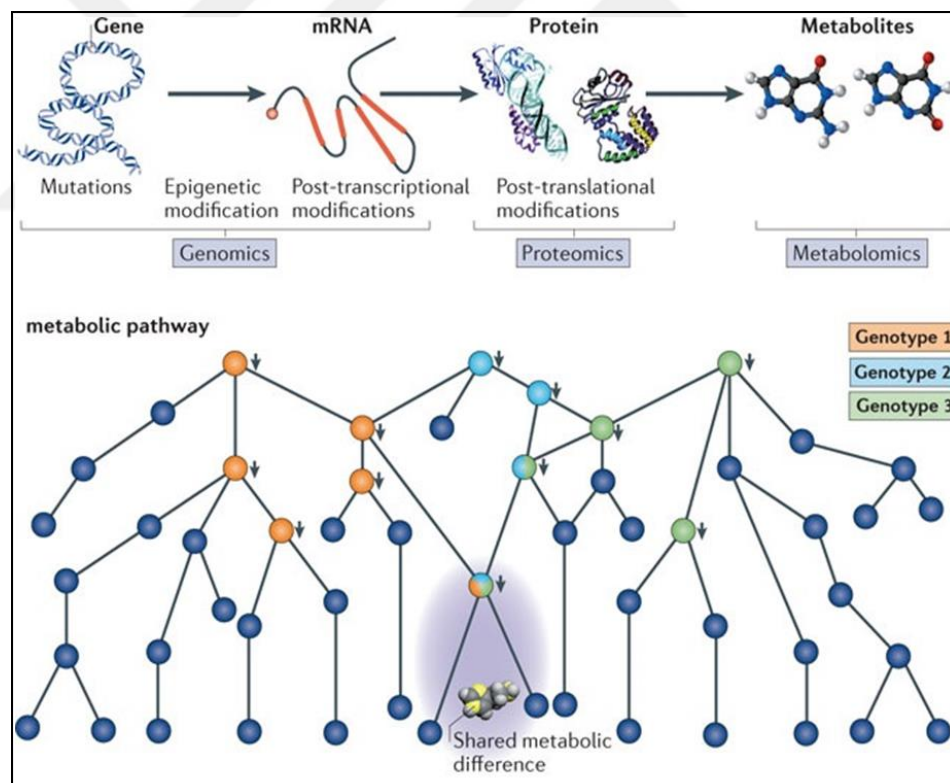 Gene
mRNA
Protein
Metabolites
Mutations
Epigenetic
modification
Post-transcriptional
modifications
Post-translational
modifications
Genomics
Proteomics
Metabolomics
metabolic pathway
Genotype 1
Genotype 2
Genotype 3
Shared metabolic
difference